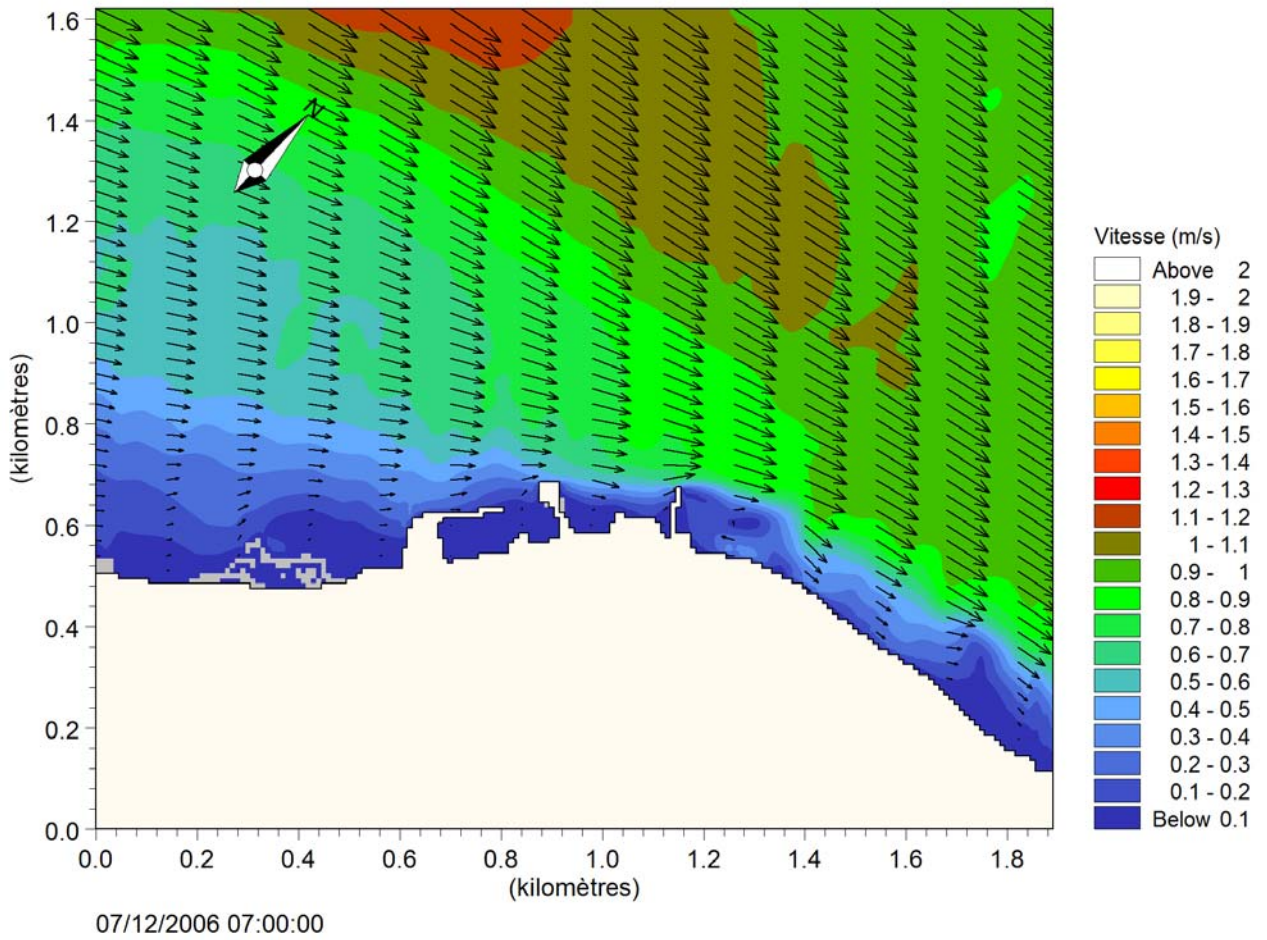 1.6
1.4
1.2
1.0
0.8
0.6
0.4
0.2
0.0
(kilomètres)
N
0.0 0.2 0.4 0.6 0.8 1.0 1.2 1.4 1.6 1.8
(kilomètres)
07/12/2006 07:00:00
Vitesse (m/s)
Above 2
1.9 - 2
1.8 - 1.9
1.7 - 1.8
1.6 - 1.7
1.5 - 1.6
1.4 - 1.5
1.3 - 1.4
1.2 - 1.3
1.1 - 1.2
1 - 1.1
0.9 - 1
0.8 - 0.9
0.7 - 0.8
0.6 - 0.7
0.5 - 0.6
0.4 - 0.5
0.3 - 0.4
0.2 - 0.3
0.1 - 0.2
Below 0.1